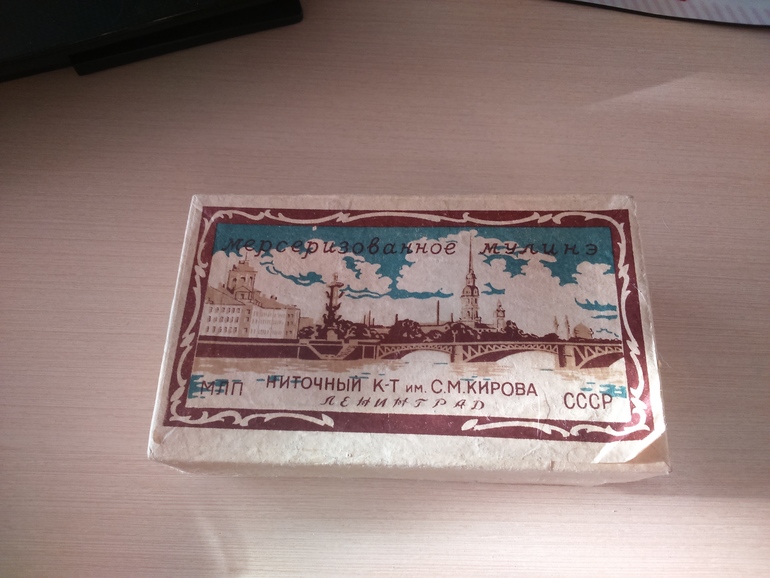 мерсеризованное мулинэ
МЛП НИТОЧНЫЙ К-Т ИМ. С.М.КИРОВА СССР
ЛЕНИНГРАД